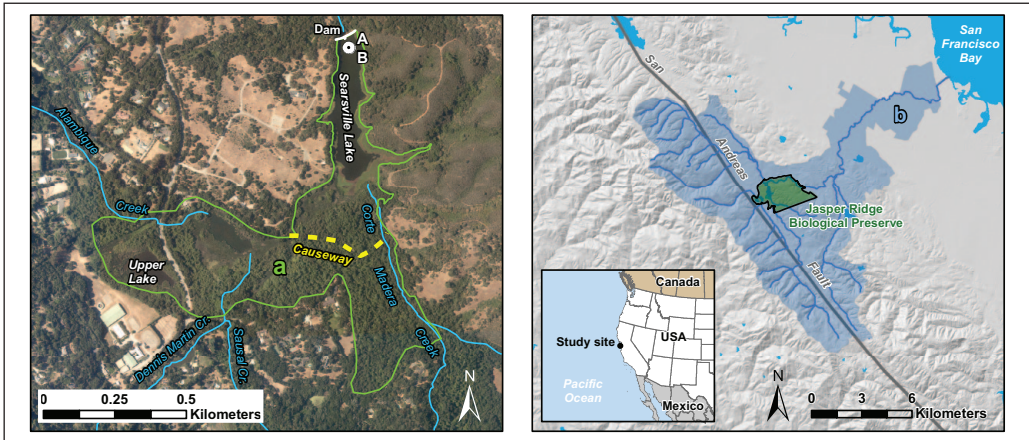 Dam
A
B
Searsville Lake
Alambique
Creek
Corte
Madera
Creek
Causeway
a
Upper
Lake
Dennis Martin Cr.
Sausal Cr.
0 0.25 0.5
Kilometers
N
San
Francisco
Bay
San
Andreas
Fault
b
Jasper Ridge
Biological Preserve
Canada
USA
Study site
Pacific
Ocean
Mexico
N
0 3 6
Kilometers